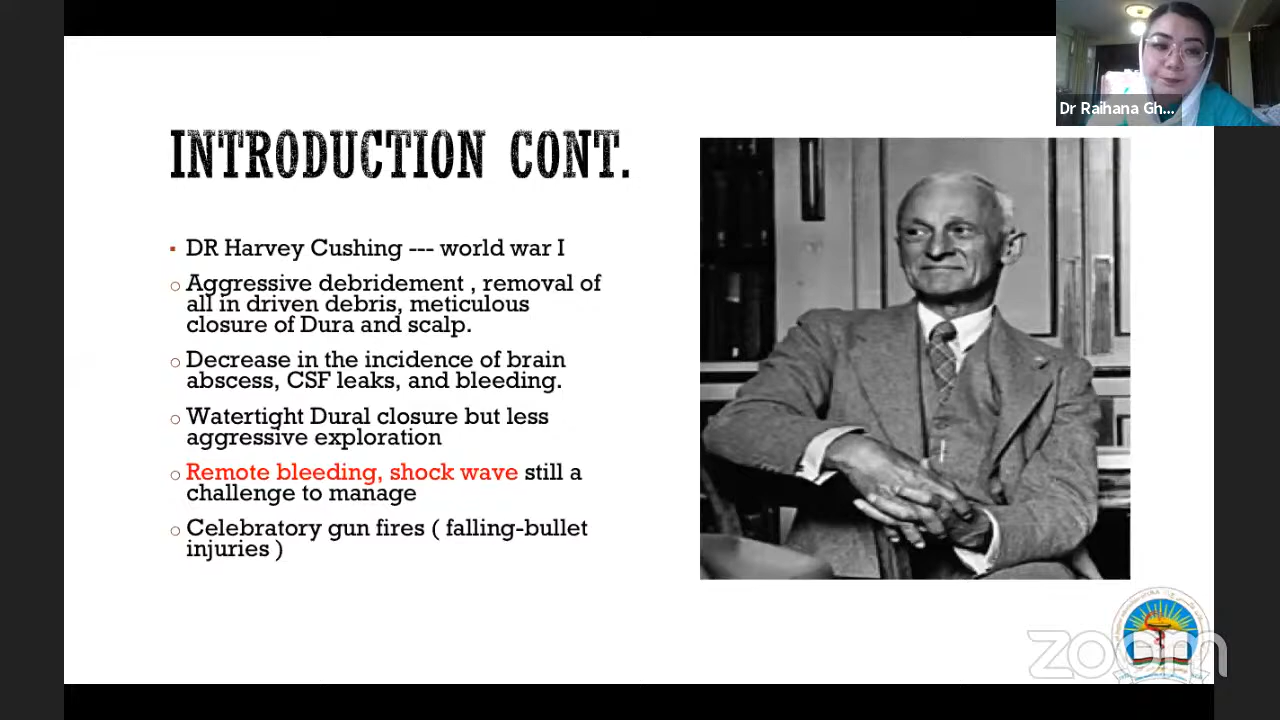 Dr Raihana Gh...
INTRODUCTION CONT.
▪ DR Harvey Cushing --- world war I
○ Aggressive debridement , removal of
all in driven debris, meticulous
closure of Dura and scalp.
○ Decrease in the incidence of brain
abscess, CSF leaks, and bleeding.
○ Watertight Dural closure but less
aggressive exploration
○ Remote bleeding, shock wave still a
challenge to manage
○ Celebratory gun fires ( falling-bullet
injuries )
zoom